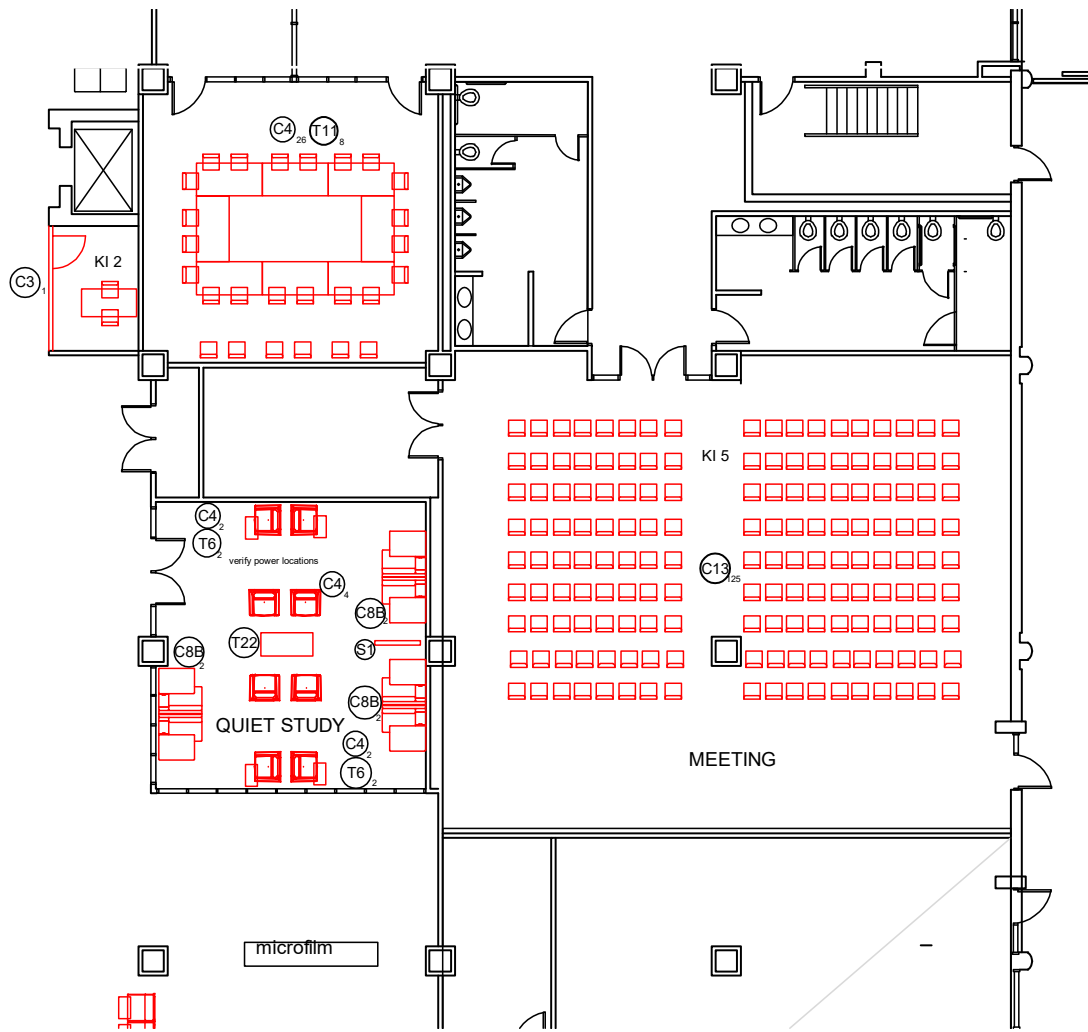 C4 26
T11 8
KI 2
C3 1
KI 5
C4 2
T6 2
verify power locations
C4 4
C13 125
C8B 2
T22
S1
C8B 2
C8B 2
QUIET STUDY
C4 2
MEETING
T6 2
microfilm